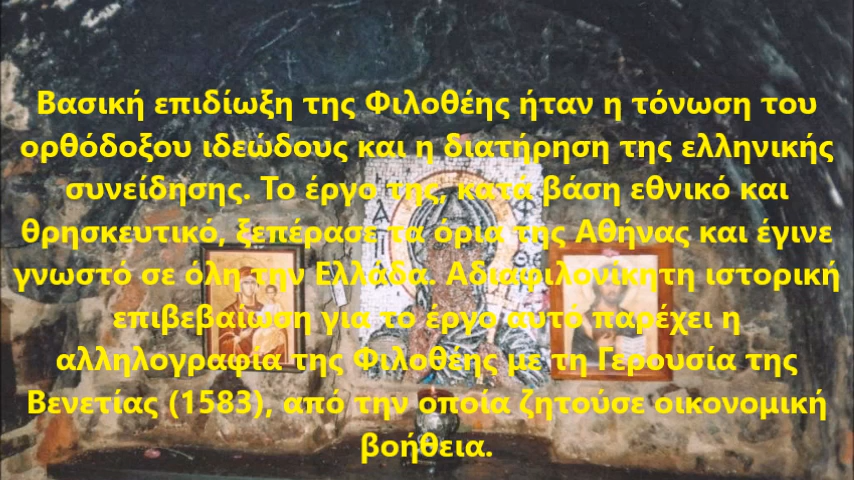 Βασική επιδίωξη της Φιλοθέης ήταν η τόνωση του
ορθόδοξου ιδεώδους και η διατήρηση της ελληνικής
συνείδησης. Το έργο της, κατά βάση εθνικό και
θρησκευτικό, ξεπέρασε τα όρια της Αθήνας και έγινε
γνωστό σε όλη την Ελλάδα. Αδιαφιλονίκητη ιστορική
επιβεβαίωση για το έργο αυτό παρέχει η
αλληλογραφία της Φιλοθέης με τη Γερουσία της
Βενετίας (1583), από την οποία ζητούσε οικονομική
βοήθεια.